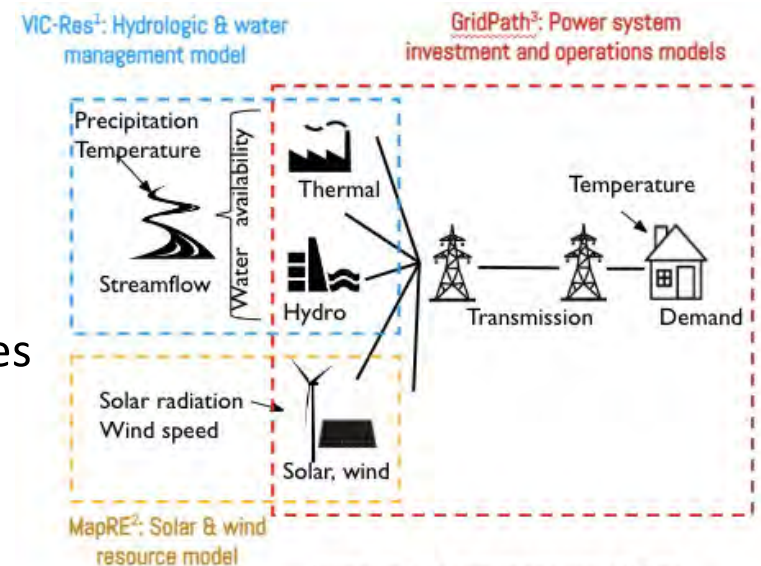 VIC-Res¹: Hydrologic & water
management model
GridPath³: Power system
investment and operations models
Precipitation
Temperature
Streamflow
Water availability
Thermal
Hydro
Temperature
Transmission
Demand
es
Solar radiation
Wind speed
Solar, wind
MapRE²: Solar & wind
resource model